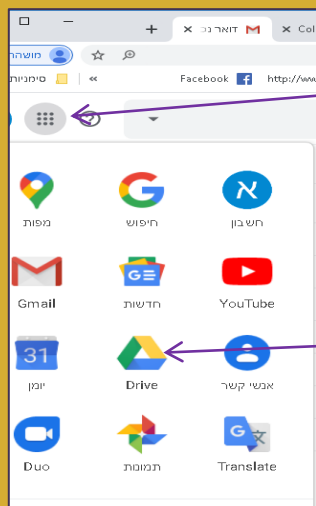 דואר נכ × Col
מושהה
סימניות Facebook http://ww
חשבון חיפוש מפות
YouTube חדשות Gmail
31
אנשי קשר Drive יומן
Translate תמונות Duo